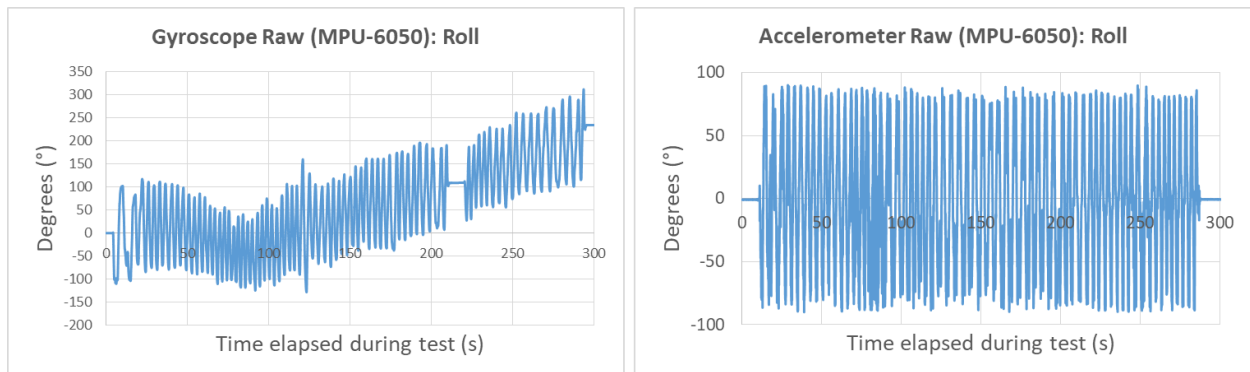 Gyroscope Raw (MPU-6050): Roll
350
300
250
200
150
100
50
0
-50
-100
-150
-200
0 50 100 150 200 250 300
Degrees (°)
Time elapsed during test (s)
Accelerometer Raw (MPU-6050): Roll
100
50
0
-50
-100
0 50 100 150 200 250 300
Degrees (°)
Time elapsed during test (s)